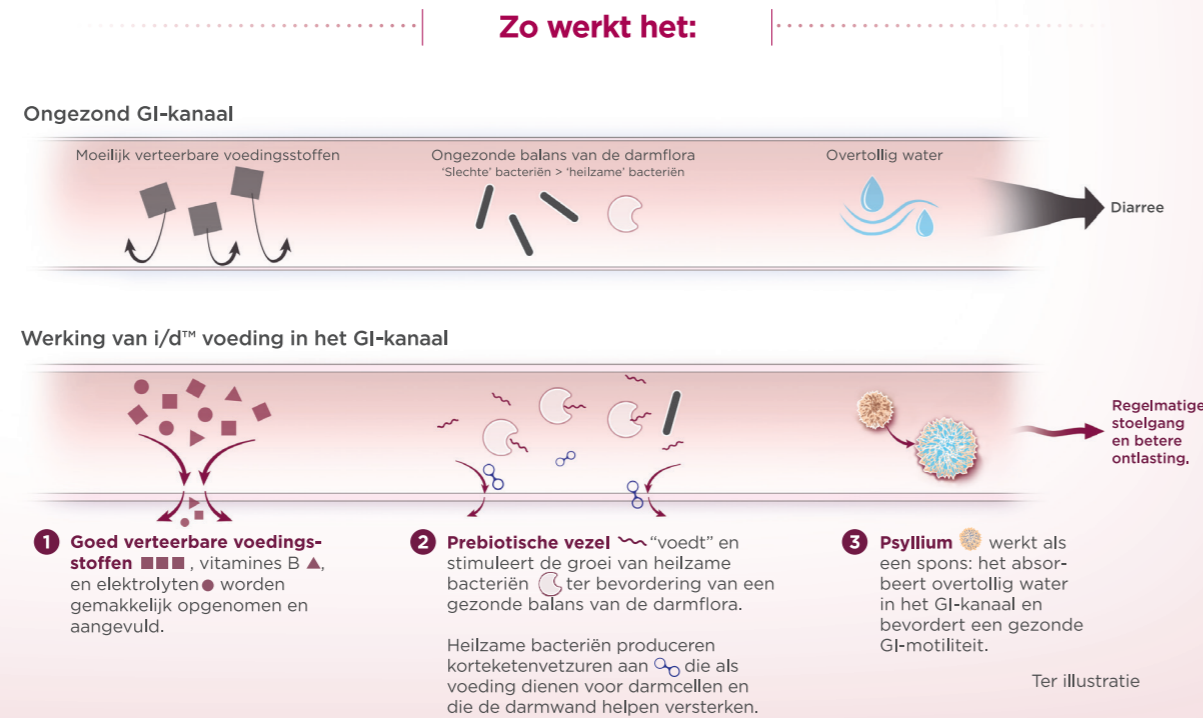 Zo werkt het:
Ongezond GI-kanaal
Moeilijk verteerbare voedingsstoffen
Ongezonde balans van de darmflora
'Slechte' bacteriën > 'heilzame' bacteriën
Overtollig water
Diarree
Werking van i/d™ voeding in het GI-kanaal
Regelmatige
stoelgang
en betere
ontlasting.
1 Goed verteerbare voedings-
stoffen , vitamines B ,
en elektrolyten worden
gemakkelijk opgenomen en
aangevuld.
2 Prebiotische vezel “voedt” en
stimuleert de groei van heilzame
bacteriën ter bevordering van een
gezonde balans van de darmflora.
Heilzame bacteriën produceren
korteketenvetzuren aan die als
voeding dienen voor darmcellen en
die de darmwand helpen versterken.
3 Psyllium werkt als
een spons: het absor-
beert overtollig water
in het GI-kanaal en
bevordert een gezonde
GI-motiliteit.
Ter illustratie